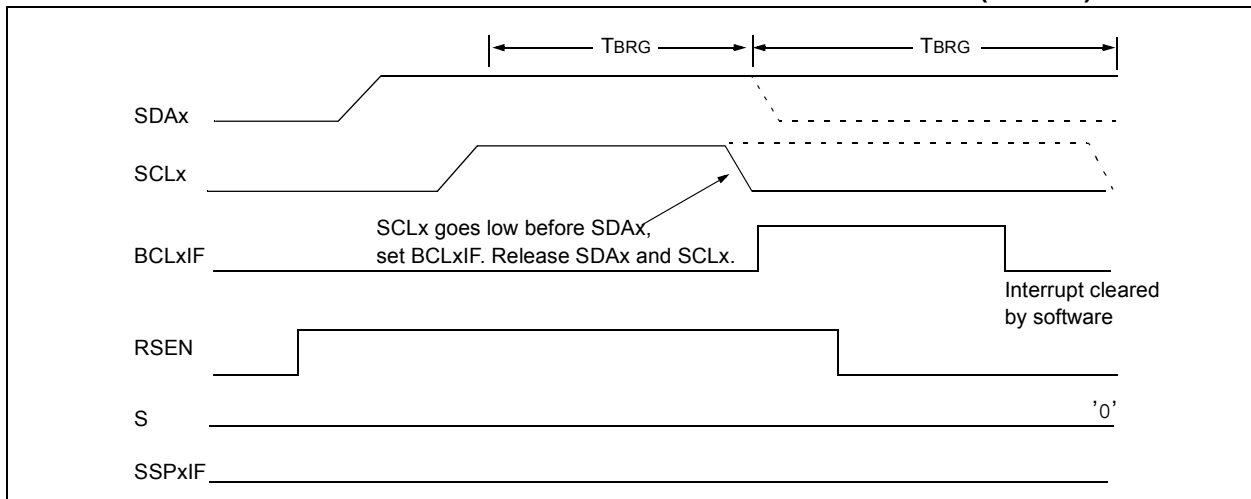 TBRG
TBRG
SDAx
SCLx
SCLx goes low before SDAx,
set BCLxIF. Release SDAx and SCLx.
BCLxIF
Interrupt cleared
by software
RSEN
S
'0'
SSPxIF